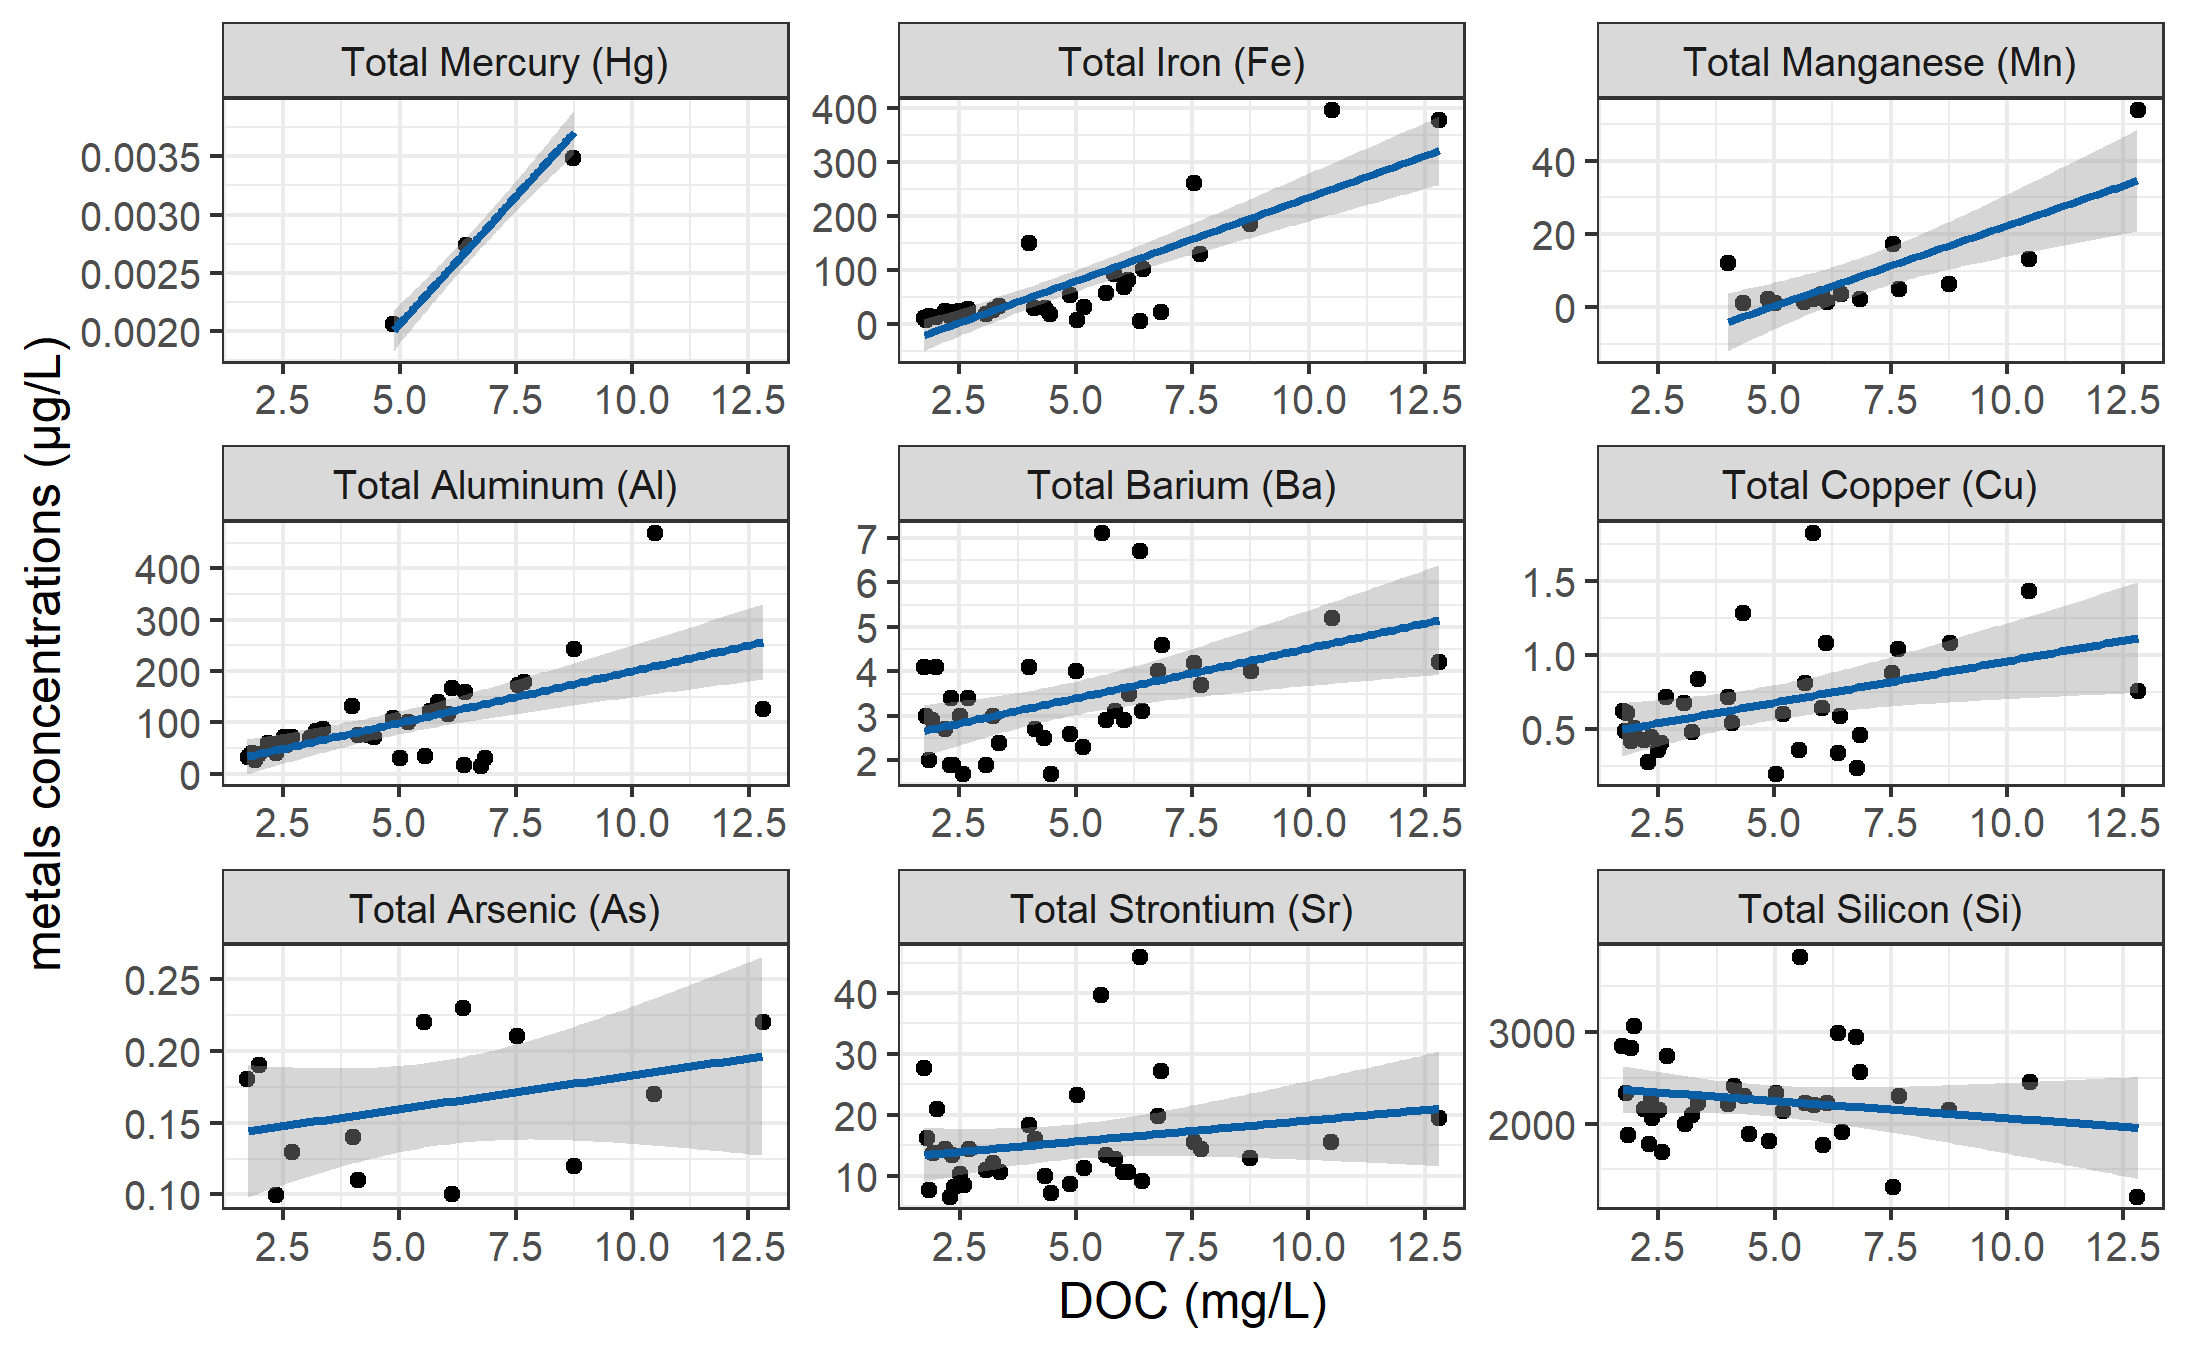 Total Mercury (Hg) Total Iron (Fe) Total Manganese (Mn)
0.0035
0.0030
0.0025
0.0020
2.5 5.0 7.5 10.0 12.5
400
300
200
100
0
2.5 5.0 7.5 10.0 12.5
40
20
0
2.5 5.0 7.5 10.0 12.5
Total Aluminum (Al) Total Barium (Ba) Total Copper (Cu)
400
300
200
100
0
2.5 5.0 7.5 10.0 12.5
7
6
5
4
3
2
2.5 5.0 7.5 10.0 12.5
1.5
1.0
0.5
2.5 5.0 7.5 10.0 12.5
Total Arsenic (As) Total Strontium (Sr) Total Silicon (Si)
0.25
0.20
0.15
0.10
2.5 5.0 7.5 10.0 12.5
40
30
20
10
2.5 5.0 7.5 10.0 12.5
3000
2000
2.5 5.0 7.5 10.0 12.5
metals concentrations (µg/L)
DOC (mg/L)